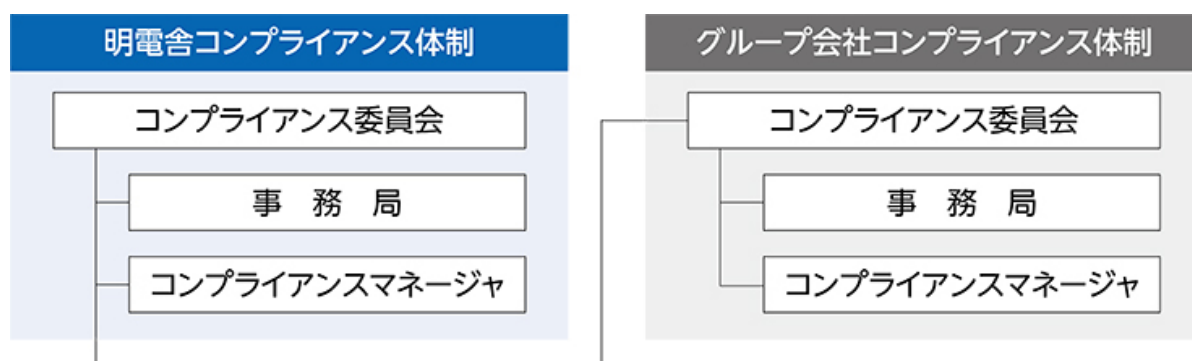 明電舎コンプライアンス体制
コンプライアンス委員会
事 務 局
コンプライアンスマネージャ
グループ会社コンプライアンス体制
コンプライアンス委員会
事 務 局
コンプライアンスマネージャ